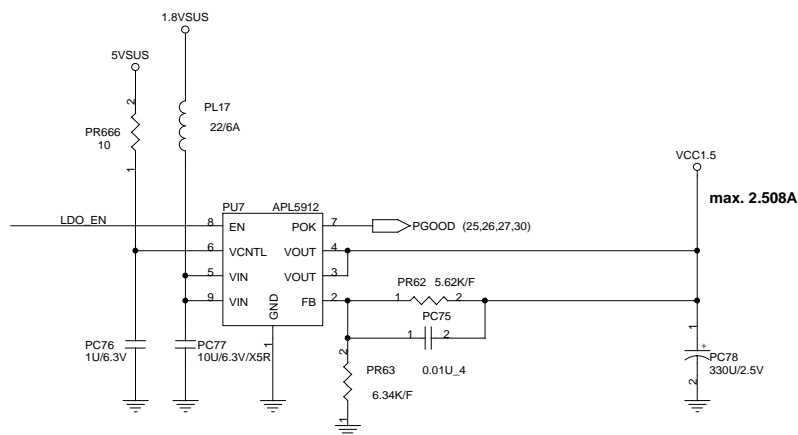 1.8VSUS
5VSUS
2
PR666
10
1
PL17
22/6A
VCC1.5
max. 2.508A
PU7 APL5912
LDO_EN
8 EN
POK 7
PGOOD (25,26,27,30)
6 VCNTL
VOUT 4
5 VIN
VOUT 3
9 VIN
FB 2
GND
1
PR62 5.62K/F
1 2
PC75
1 2
0.01U_4
PC76
1U/6.3V
PC77
10U/6.3V/X5R
2
PR63
6.34K/F
1
1
+
PC78
330U/2.5V
2